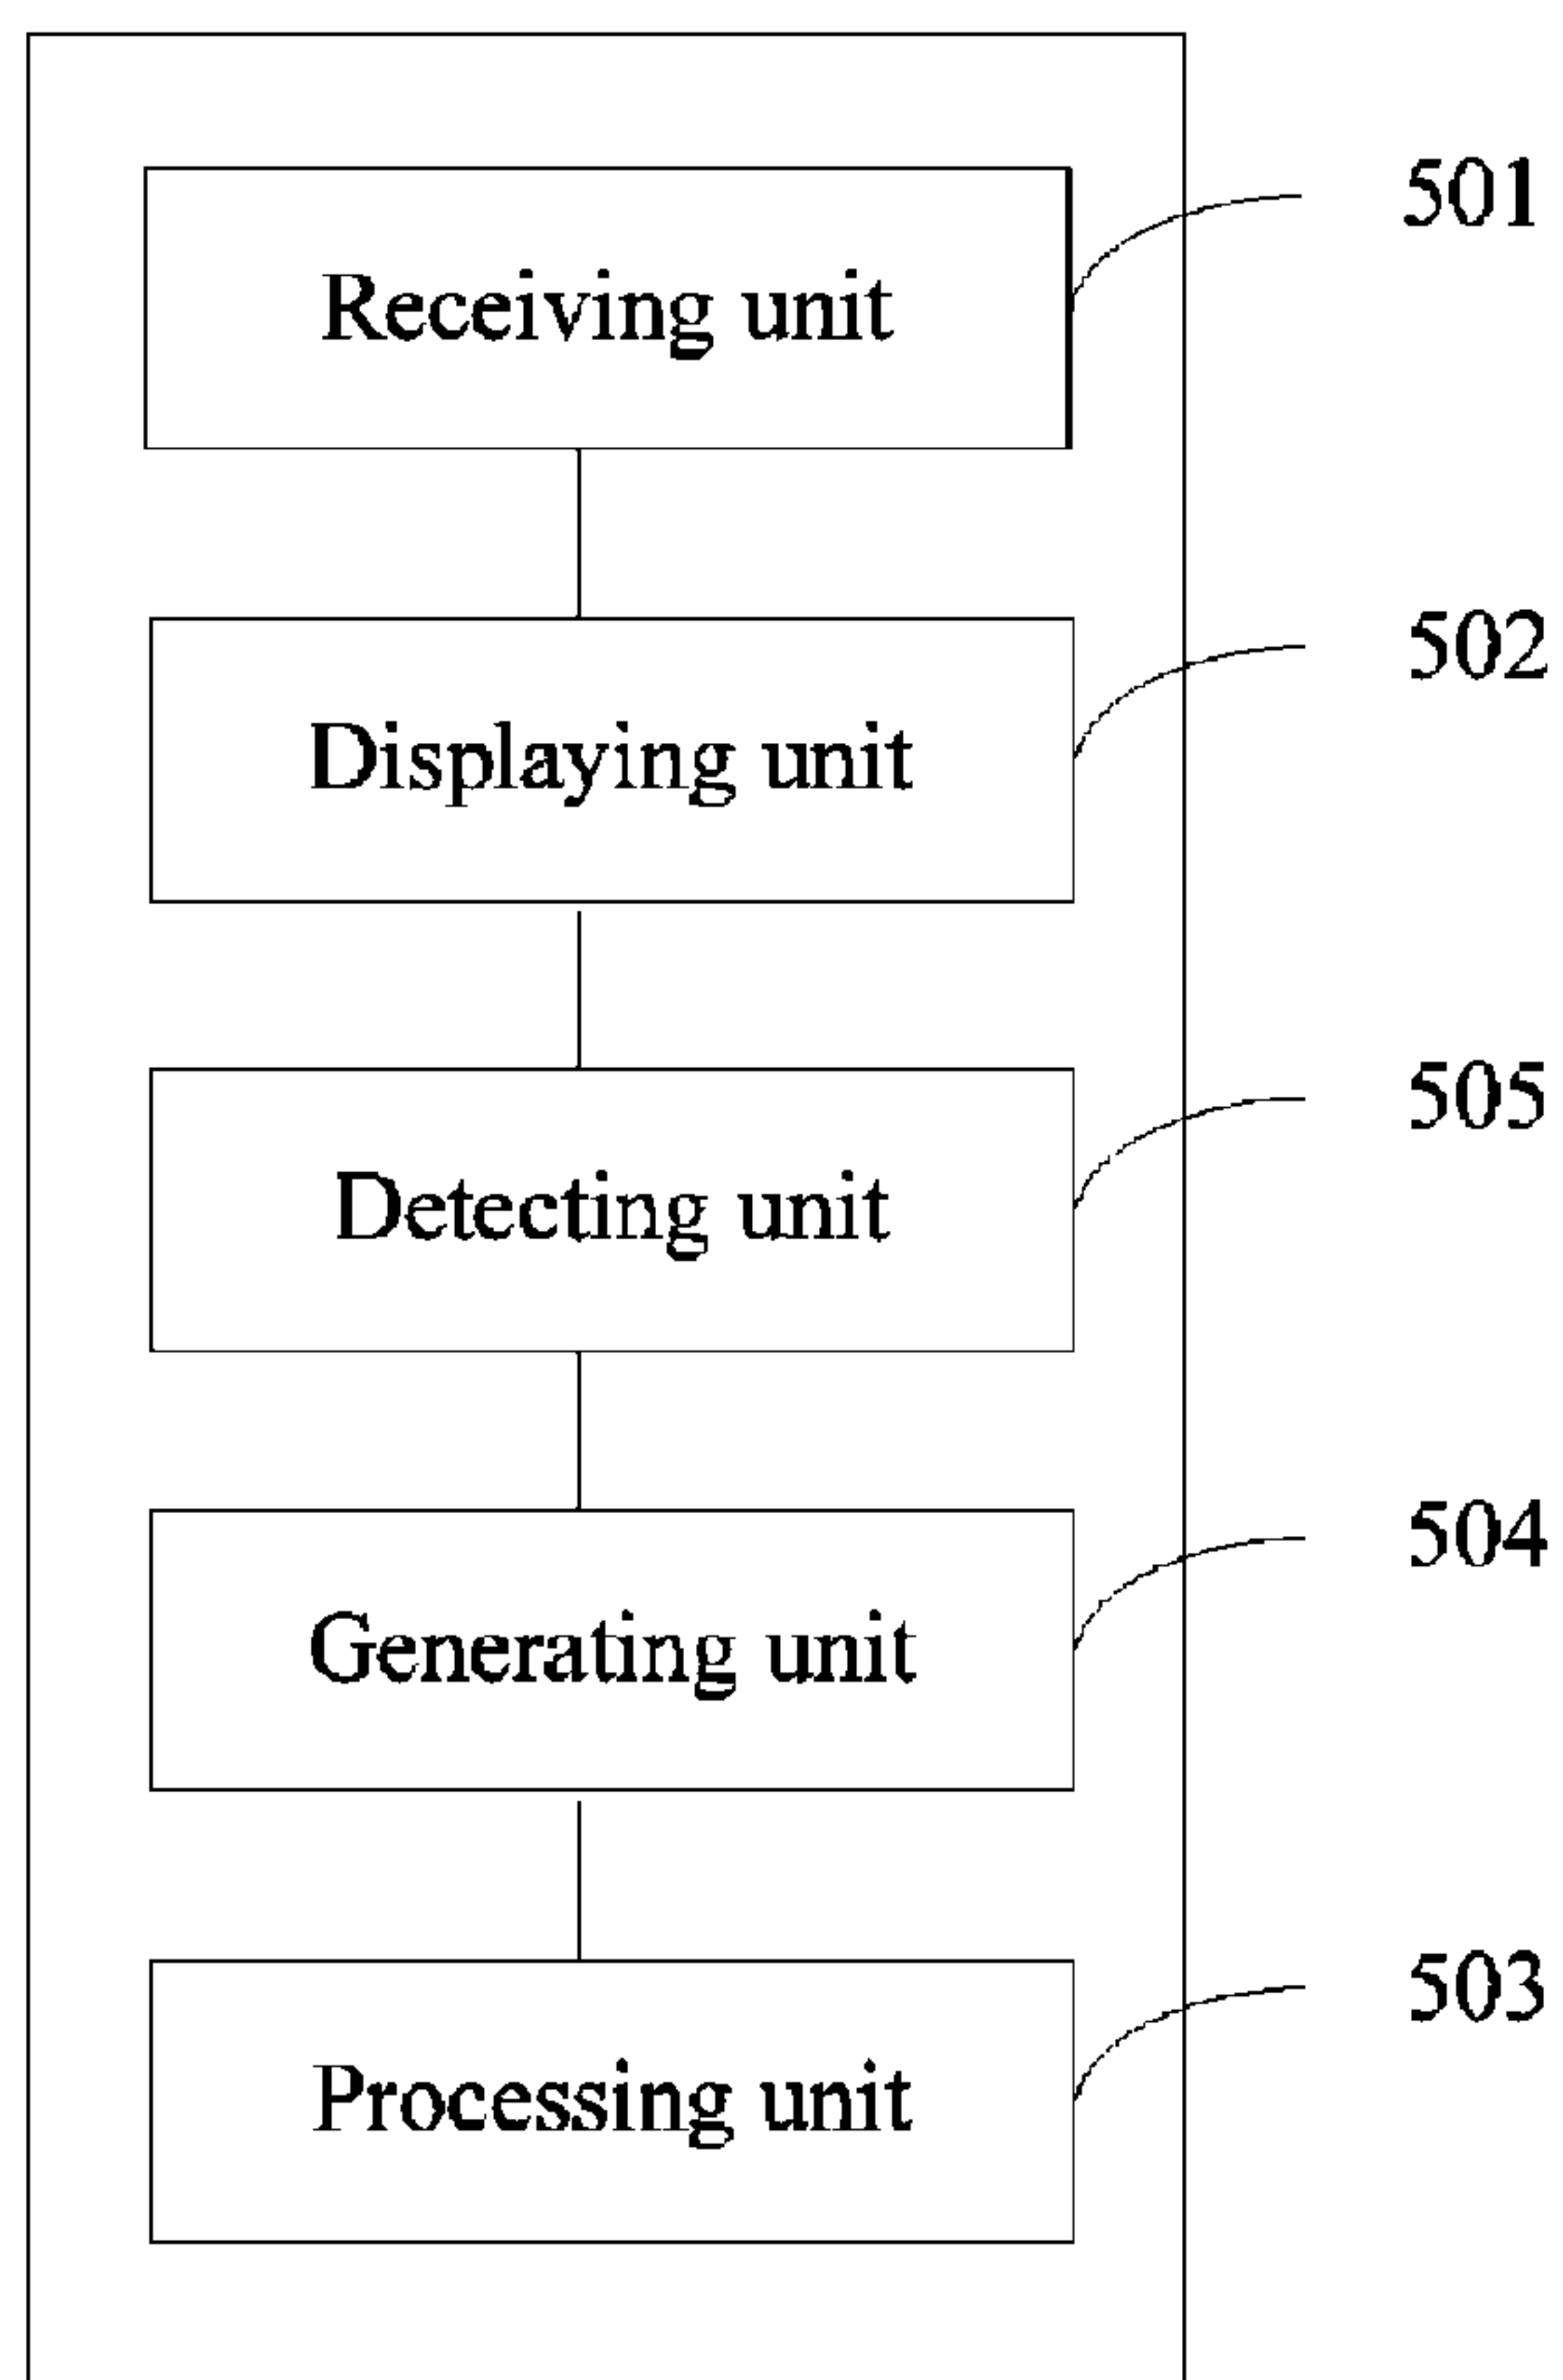 501
Receiving unit
502
Displaying unit
505
Detecting unit
504
Generating unit
503
Processing unit